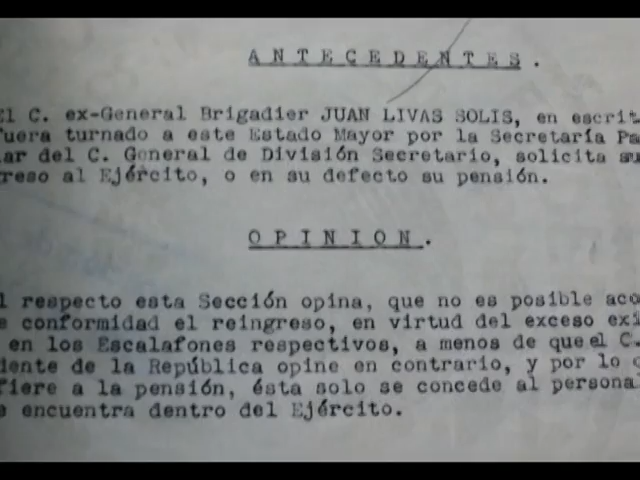 ANTECEDENTES.
El C. ex-General Brigadier JUAN LIVAS SOLIS, en escrit
fuera turnado a este Estado Mayor por la Secretaría Pa
lar del C. General de División Secretario, solicita su
greso al Ejército, o en su defecto su pensión.
OPINION.
l respecto esta Sección opina, que no es posible aco
e conformidad el reingreso, en virtud del exceso exi
en los Escalafones respectivos, a menos de que el C.
dente de la República opine en contrario, y por lo q
fiere a la pensión, ésta solo se concede al persona
e encuentra dentro del Ejército.